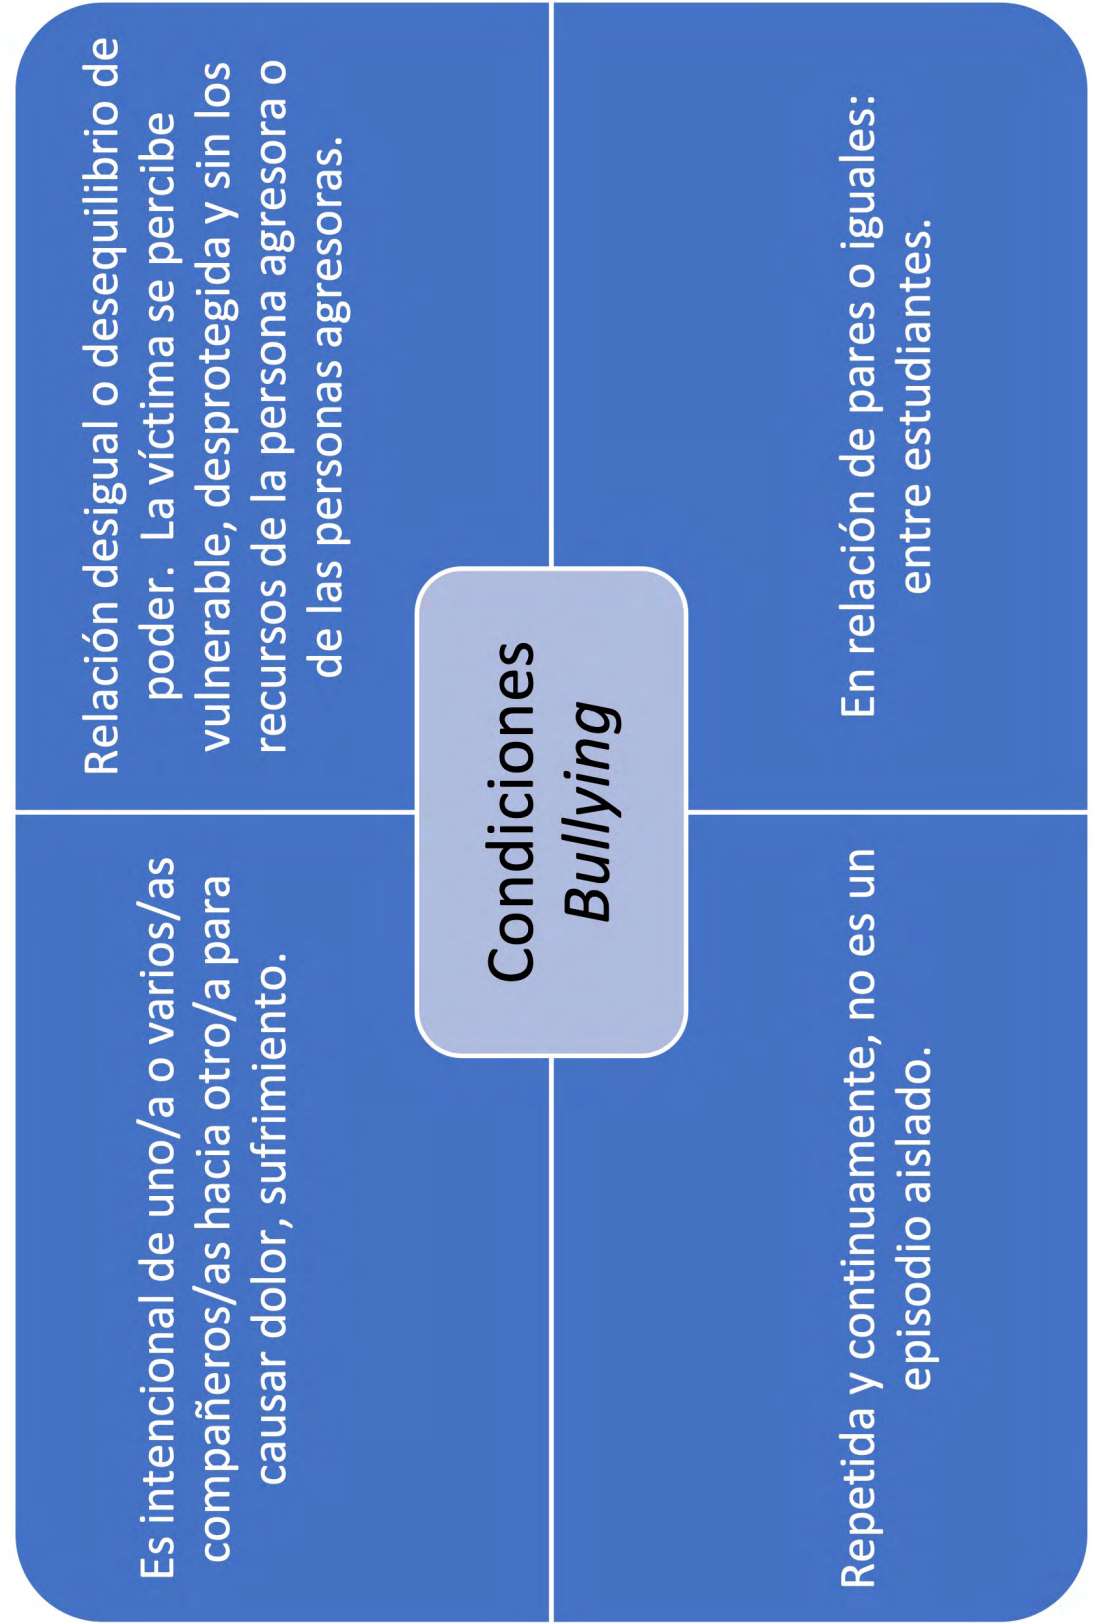 Es intencional de uno/a o varios/as
compañeros/as hacia otro/a para
causar dolor, sufrimiento.
Relación desigual o desequilibrio de
poder.  La víctima se percibe
vulnerable, desprotegida y sin los
recursos de la persona agresora o
de las personas agresoras.
Condiciones
Bullying
Repetida y continuamente, no es un
episodio aislado.
En relación de pares o iguales:
entre estudiantes.